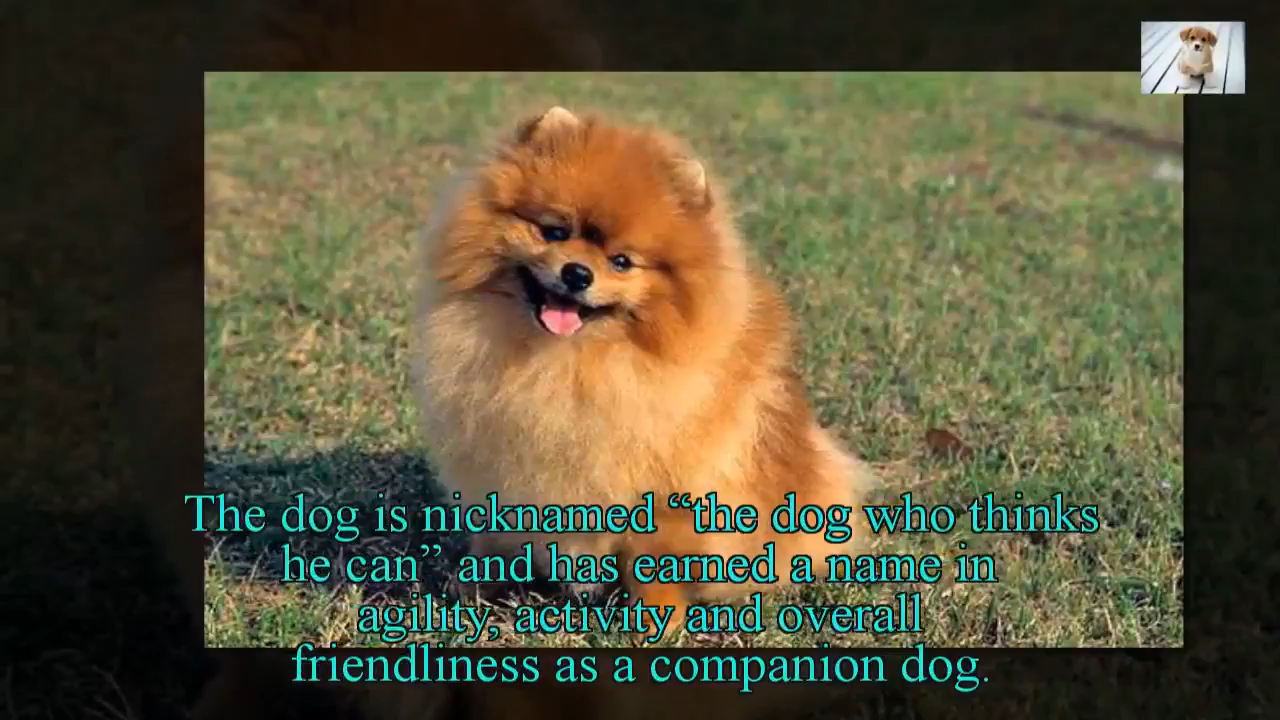 The dog is nicknamed “the dog who thinks
he can” and has earned a name in
agility, activity and overall
friendliness as a companion dog.